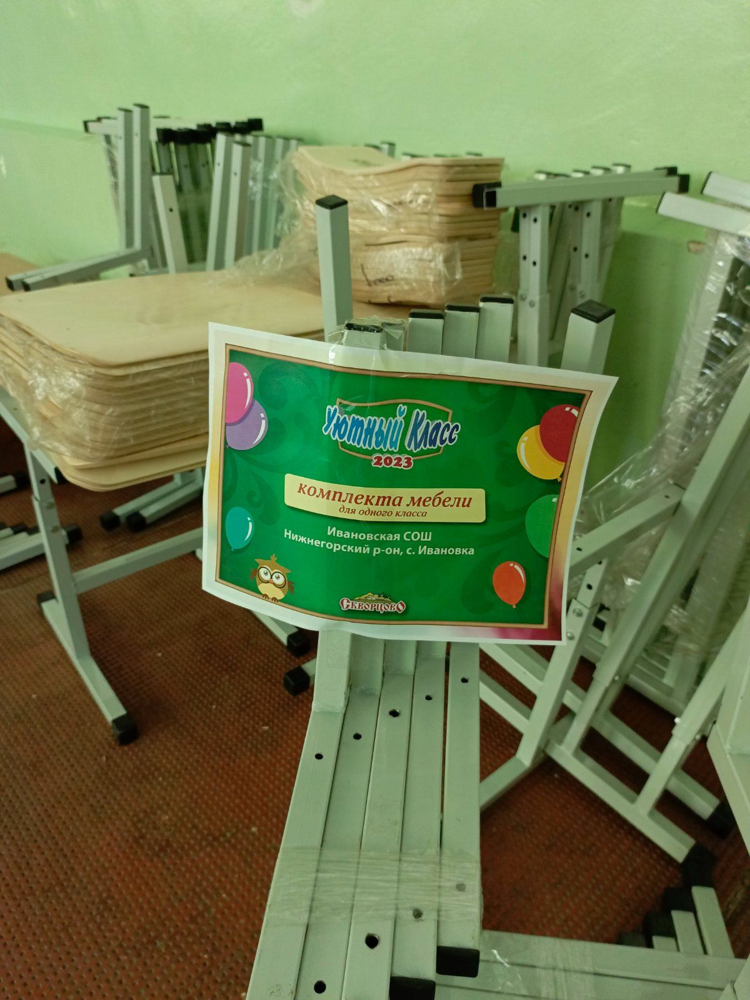 Уютный Класс
2023
комплекта мебели
для одного класса
Ивановская СОШ
Нижнегорский р-он, с. Ивановка
Скворцово